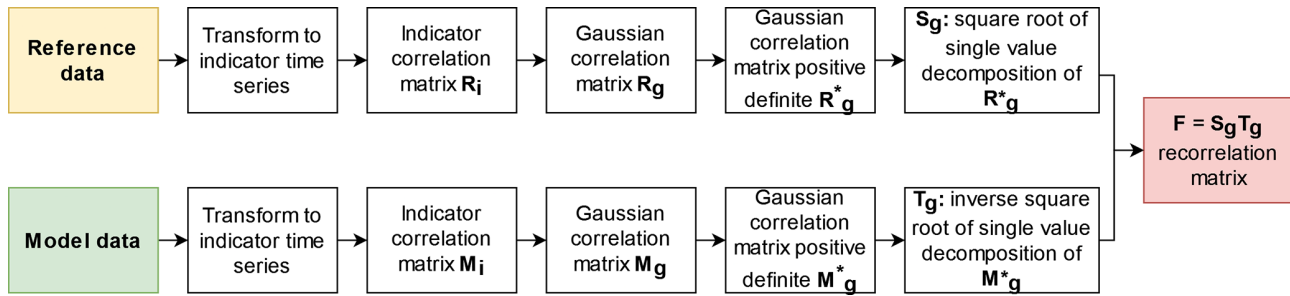 Reference
data
Transform to
indicator time
series
Indicator
correlation
matrix Ri
Gaussian
correlation
matrix Rg
Gaussian
correlation
matrix positive
definite R*g
Sg: square root of
single value
decomposition of
R*g
F = SgTg
recorrelation
matrix
Model data
Transform to
indicator time
series
Indicator
correlation
matrix Mi
Gaussian
correlation
matrix Mg
Gaussian
correlation
matrix positive
definite M*g
Tg: inverse square
root of single value
decomposition of
M*g